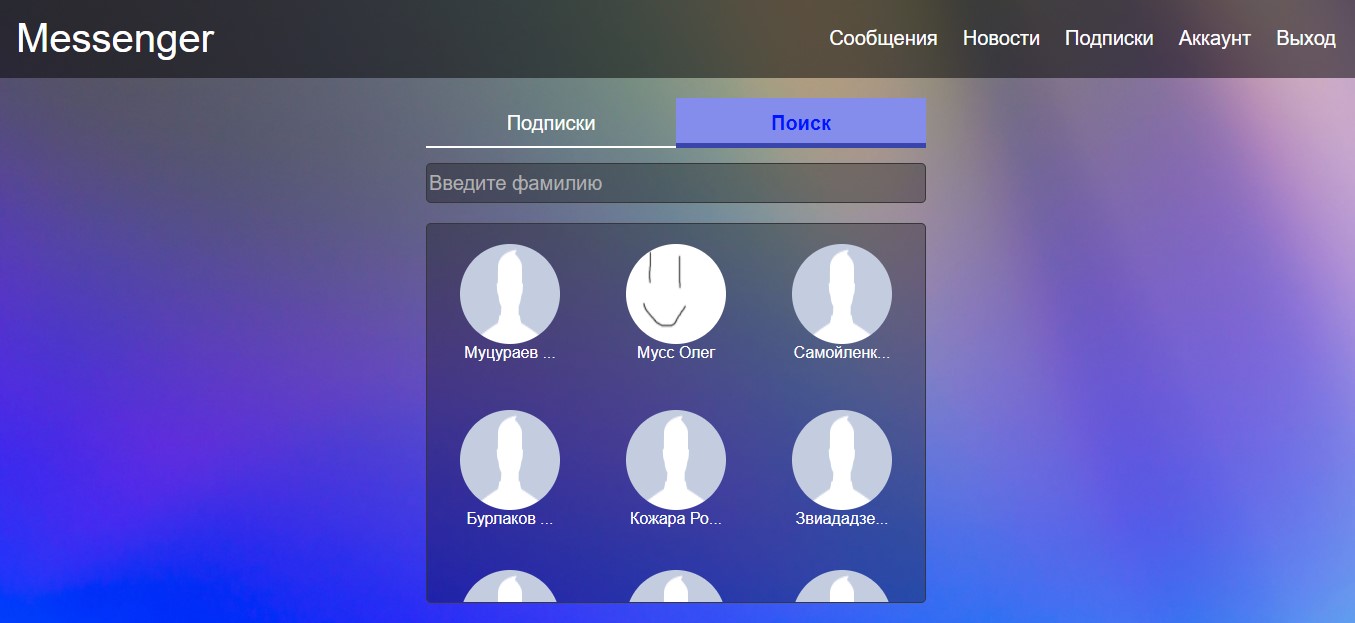 Messenger
Сообщения Новости Подписки Аккаунт Выход
Подписки Поиск
Введите фамилию
Муцураев ... Мусс Олег Самойленк...
Бурлаков ... Кожара Ро... Звиададзе...